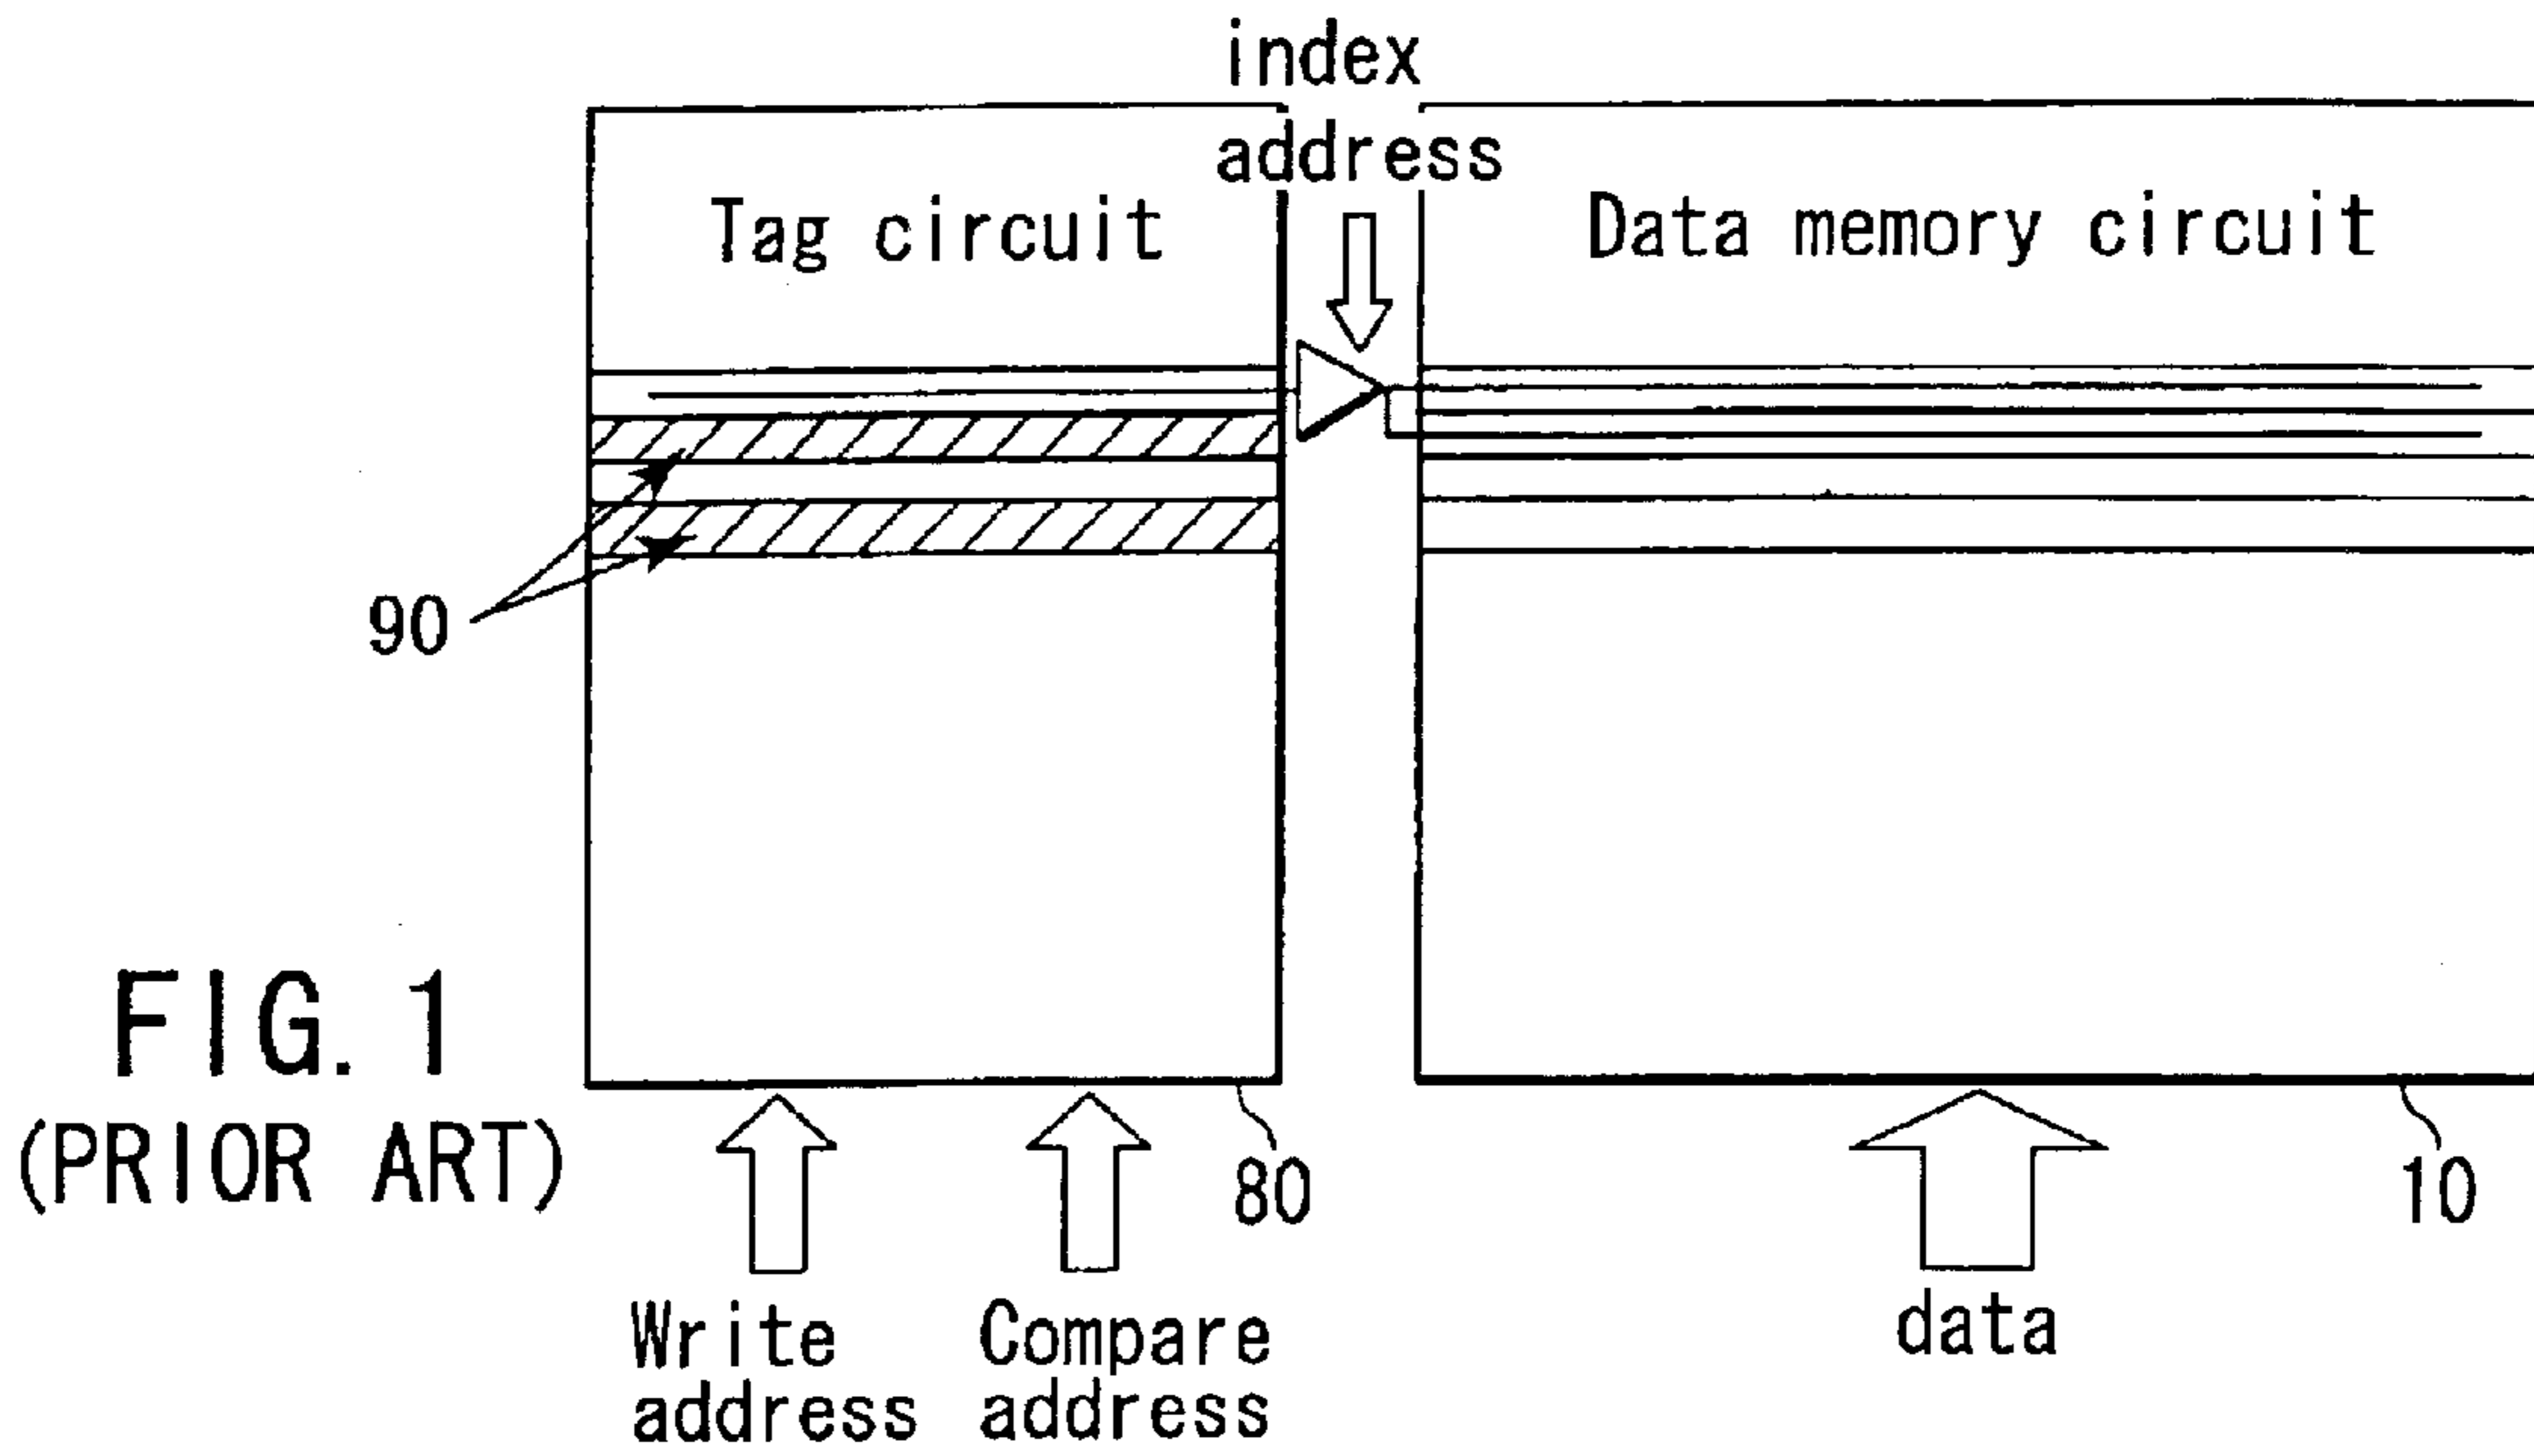 index
address
Tag circuit
Data memory circuit
90
FIG. 1
(PRIOR ART)
80
10
Write
address
Compare
address
data